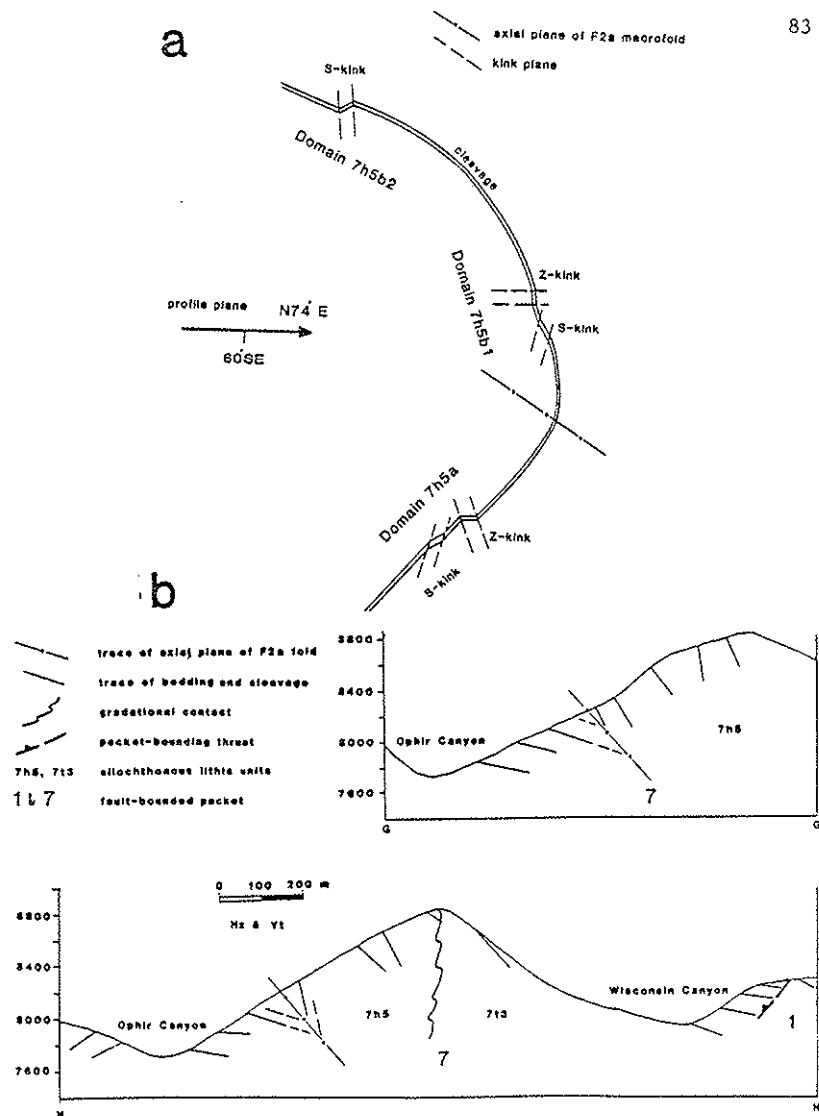 83
a
axial plane of F2a macrofold
kink plane
S-kink
Domain 7h5b2
cleavage
Domain 7h5b1
Z-kink
S-kink
profile plane N74° E
60°SE
Domain 7h5a
Z-kink
S-kink
b
trace of axial plane of F2a fold
trace of bedding and cleavage
gradational contact
packet-bounding thrust
7h5, 7t3 allochthonous lithic units
1 7 fault-bounded packet
8800
8400
8000
7600
Ophir Canyon
7h5
7
G
0 100 200 m
Hz & Vt
8800
8400
8000
7600
Ophir Canyon
7h5
7t3
7
Wisconsin Canyon
1